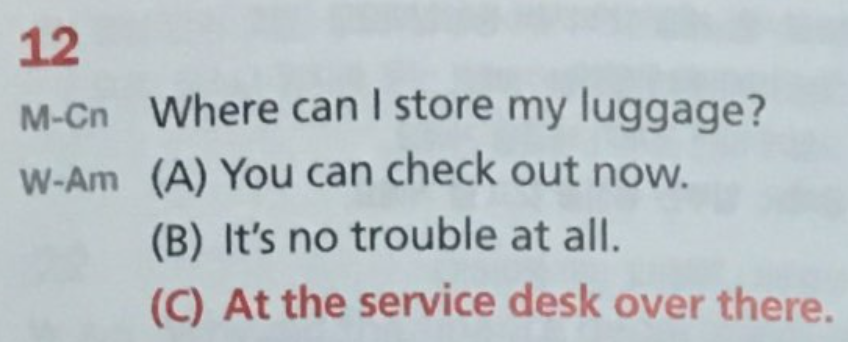 12
M-Cn Where can I store my luggage?
W-Am (A) You can check out now.
(B) It's no trouble at all.
(C) At the service desk over there.